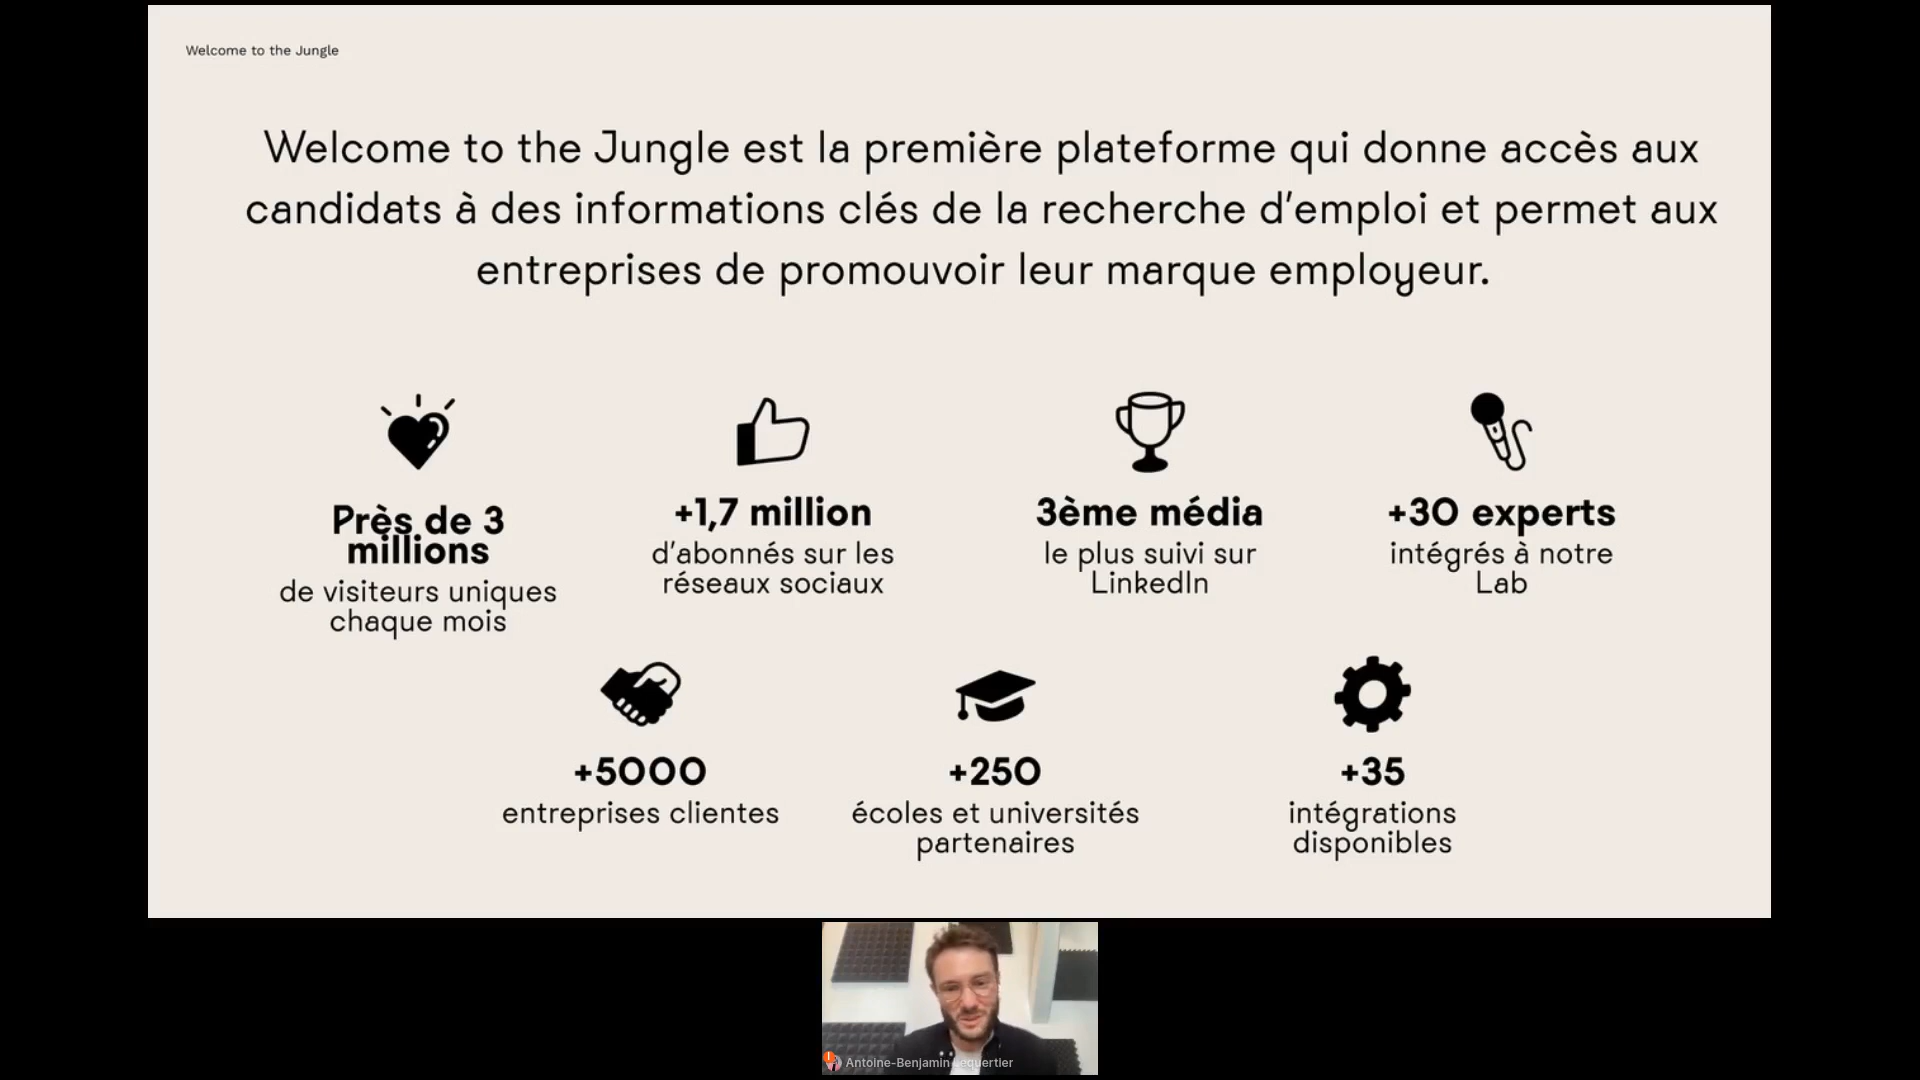 Welcome to the Jungle
Welcome to the Jungle est la première plateforme qui donne accès aux
candidats à des informations clés de la recherche d'emploi et permet aux
entreprises de promouvoir leur marque employeur.
Près de 3
millions
de visiteurs uniques
chaque mois
+1,7 million
d'abonnés sur les
réseaux sociaux
3ème média
le plus suivi sur
LinkedIn
+30 experts
intégrés à notre
Lab
+5000
entreprises clientes
+250
écoles et universités
partenaires
+35
intégrations
disponibles
Antoine-Benjamin Lequertier